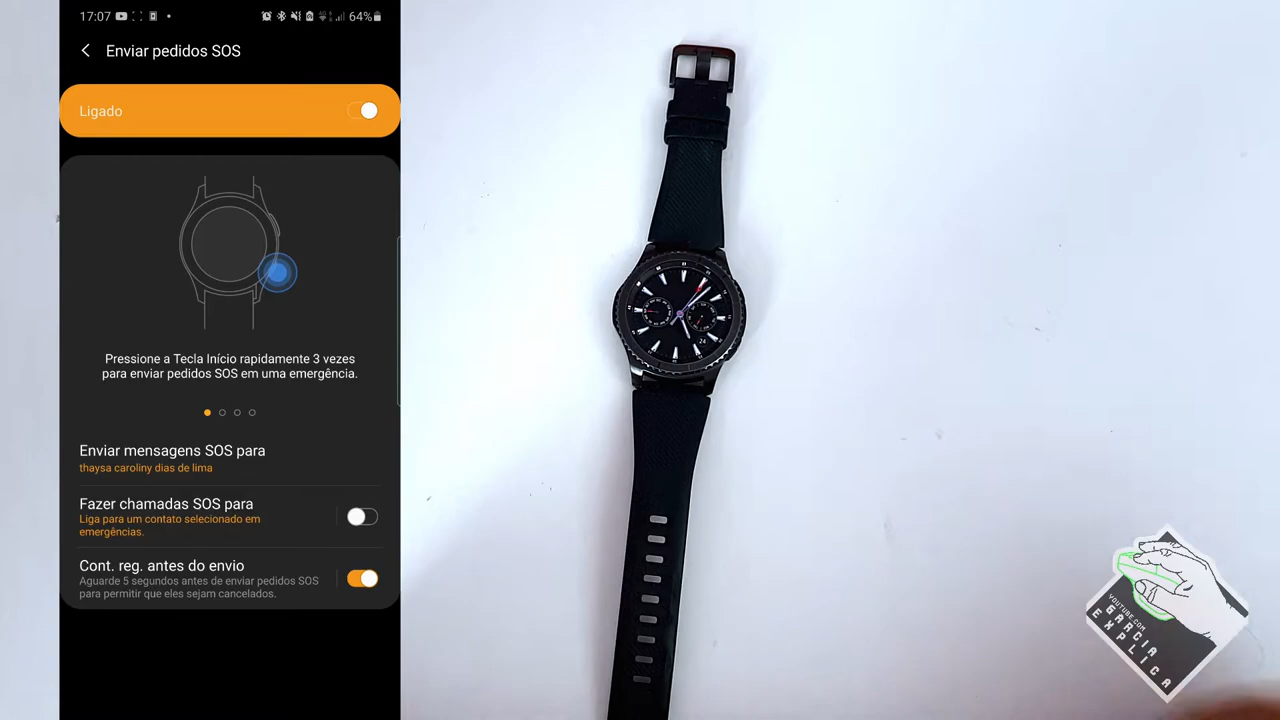 17:07
64%
Enviar pedidos SOS
Ligado
Pressione a Tecla Início rapidamente 3 vezes
para enviar pedidos SOS em uma emergência.
Enviar mensagens SOS para
thaysa caroliny dias de lima
Fazer chamadas SOS para
Liga para um contato selecionado em
emergências.
Cont. reg. antes do envio
Aguarde 5 segundos antes de enviar pedidos SOS
para permitir que eles sejam cancelados.
24
YOUTUBE.COM
GARCIA
EXPLICA